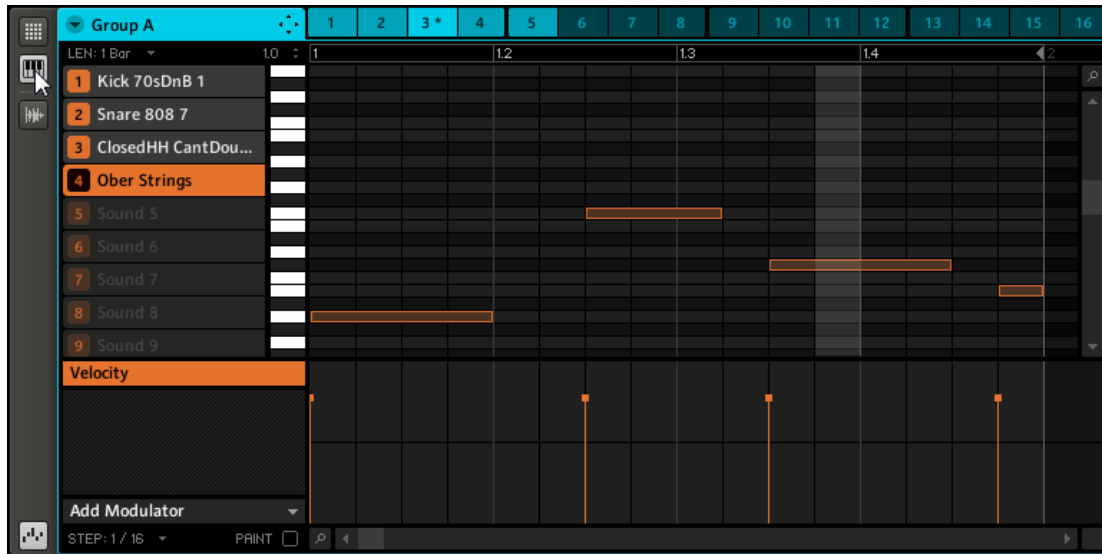 Group A 1 2 3* 4 5 6 7 8 9 10 11 12 13 14 15 16
LEN: 1 Bar 1.0 1 1.2 1.3 1.4 2
1 Kick 70sDnB 1
2 Snare 808 7
3 ClosedHH CantDou...
4 Ober Strings
5 Sound 5
6 Sound 6
7 Sound 7
8 Sound 8
9 Sound 9
Velocity
Add Modulator
STEP: 1 / 16 PAINT